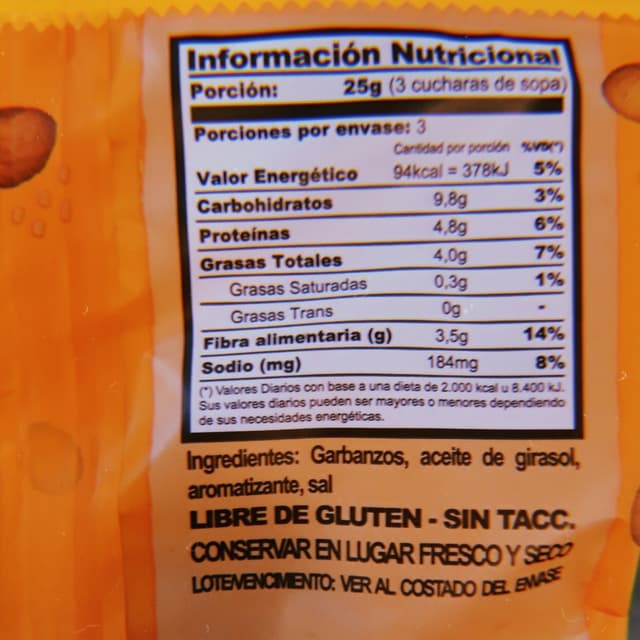 Información Nutricional
Porción: 25g (3 cucharas de sopa)
Porciones por envase: 3
Cantidad por porción %VD(*)
Valor Energético 94kcal = 378kJ 5%
Carbohidratos 9,8g 3%
Proteínas 4,8g 6%
Grasas Totales 4,0g 7%
Grasas Saturadas 0,3g 1%
Grasas Trans 0g -
Fibra alimentaria (g) 3,5g 14%
Sodio (mg) 184mg 8%
(*) Valores Diarios con base a una dieta de 2.000 kcal u 8.400 kJ.
Sus valores diarios pueden ser mayores o menores dependiendo
de sus necesidades energéticas.
Ingredientes: Garbanzos, aceite de girasol,
aromatizante, sal
LIBRE DE GLUTEN - SIN TACC.
CONSERVAR EN LUGAR FRESCO Y SECO
LOTE/VENCIMIENTO: VER AL COSTADO DEL ENVASE